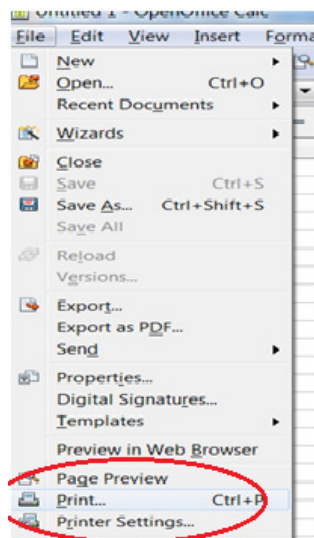 Untitled 1 - OpenOffice Calc
File Edit View Insert Forma
New
Open... Ctrl+O
Recent Documents
Wizards
Close
Save Ctrl+S
Save As... Ctrl+Shift+S
Save All
Reload
Versions...
Export...
Export as PDF...
Send
Properties...
Digital Signatures...
Templates
Preview in Web Browser
Page Preview
Print... Ctrl+P
Printer Settings...